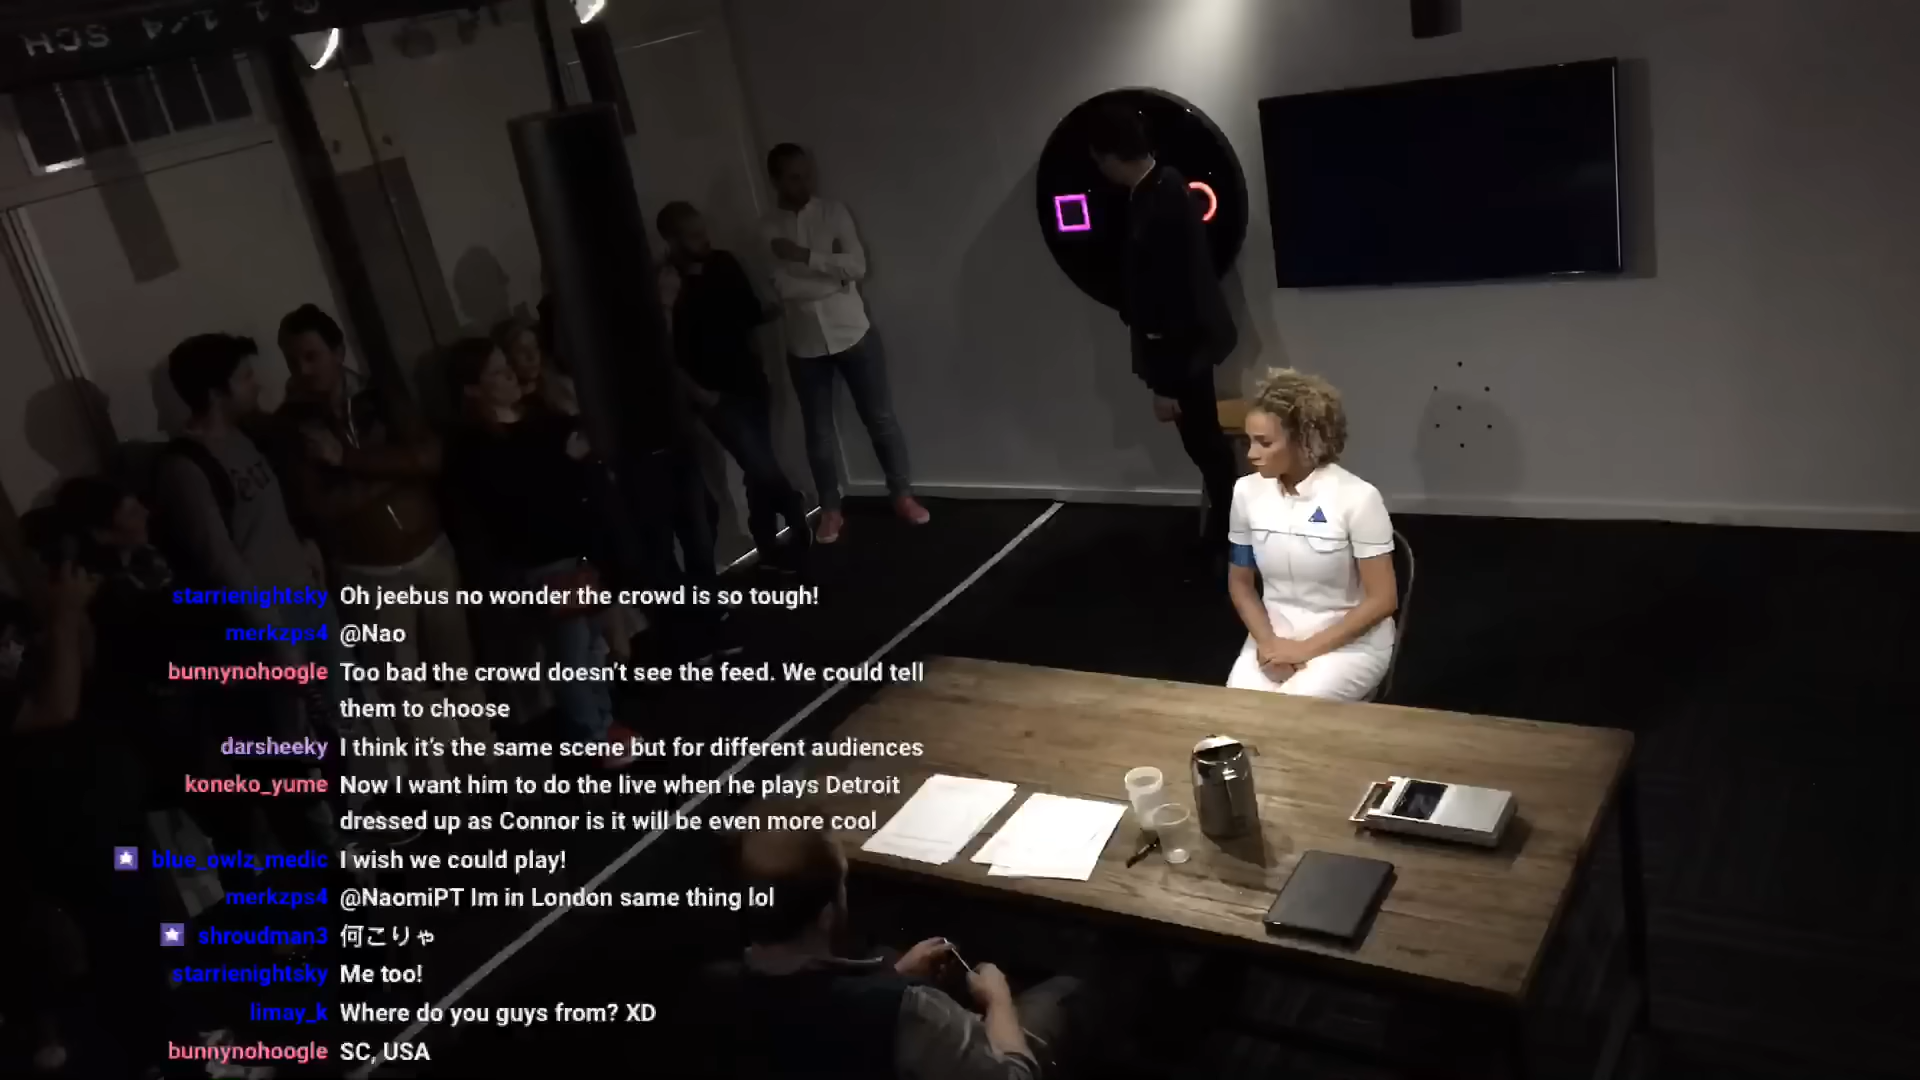 starrienightsky Oh jeebus no wonder the crowd is so tough!
merkzps4 @Nao
bunnynohoogle Too bad the crowd doesn't see the feed. We could tell
them to choose
darsheeky I think it's the same scene but for different audiences
koneko_yume Now I want him to do the live when he plays Detroit
dressed up as Connor is it will be even more cool
blue_owlz_medic I wish we could play!
merkzps4 @NaomiPT Im in London same thing lol
shroudman3 何こりゃ
starrienightsky Me too!
limay_k Where do you guys from? XD
bunnynohoogle SC, USA